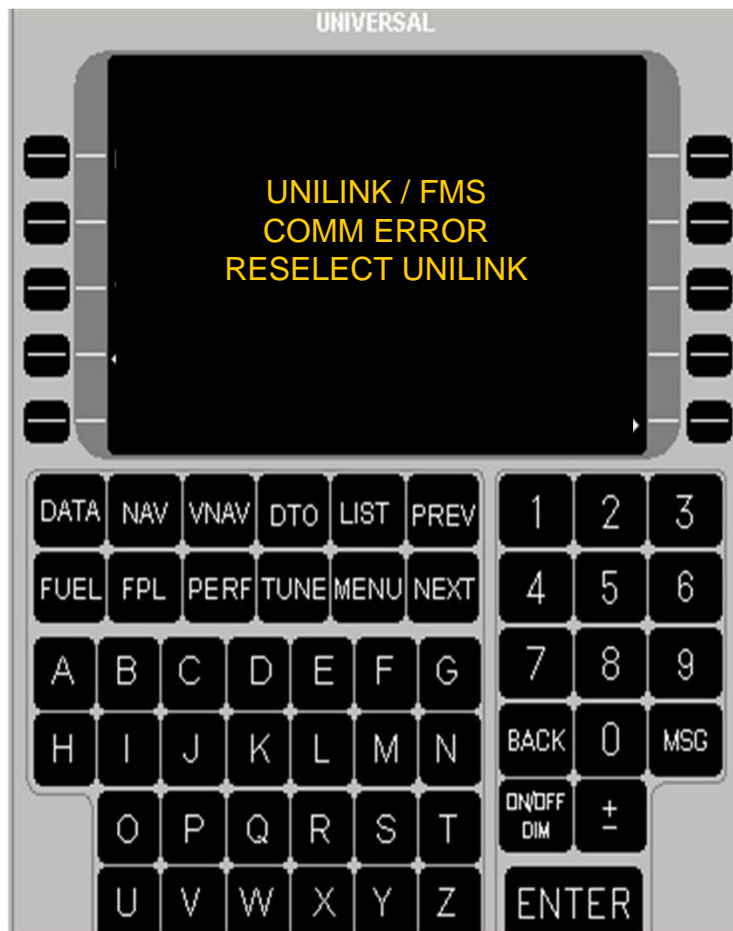 UNIVERSAL
UNILINK / FMS
COMM ERROR
RESELECT UNILINK
DATA NAV VNAV DTO LIST PREV
FUEL FPL PERF TUNE MENU NEXT
1 2 3
4 5 6
A B C D E F G
7 8 9
H I J K L M N
BACK 0 MSG
O P Q R S T
ON/OFF
DIM
±
U V W X Y Z
ENTER